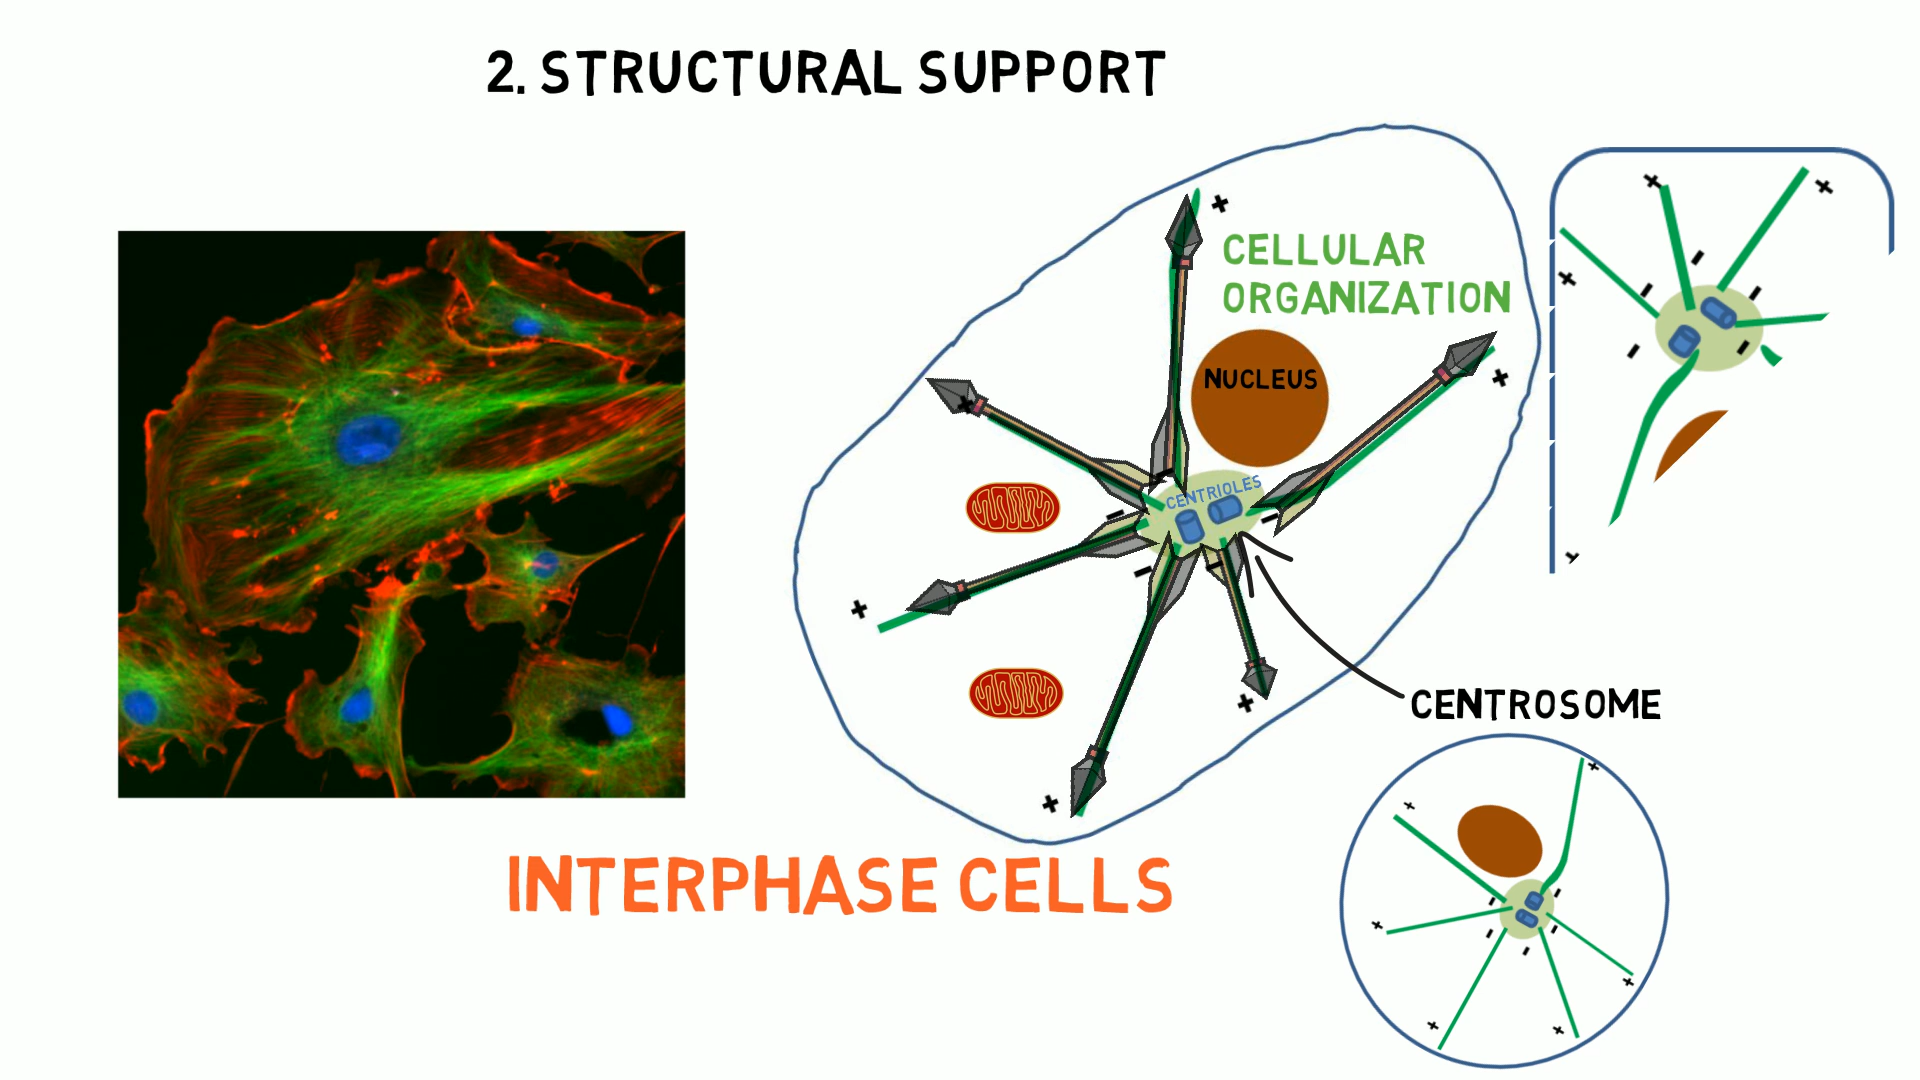 2. STRUCTURAL SUPPORT
CELLULAR
ORGANIZATION
NUCLEUS
CENTRIOLES
CENTROSOME
INTERPHASE CELLS